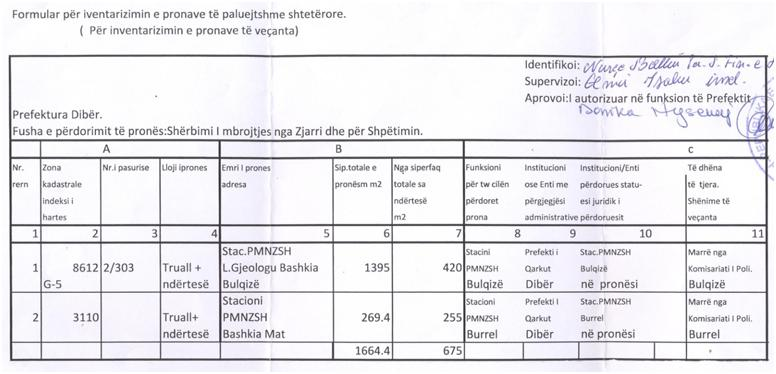 Formular për iventarizimin e pronave të paluejtshme shtetërore.
( Për inventarizimin e pronave të veçanta)
Identifikoi:
Supervizoi:
Aprovoi:I autorizuar në funksion të Prefektit
Prefektura Dibër.
Fusha e përdorimit të pronës:Shërbimi I mbrojtjes nga Zjarri dhe për Shpëtimin.
A B C
Nr. Zona Nr.i pasurise Lloji iprones Emri I prones Sip.totale e Nga siperfaq Funksioni Institucioni Institucioni/Enti Të dhëna
rern kadastrale adresa pronësm m2 totale sa për tw cilën ose Enti me përdorues statu- të tjera.
indeksi i ndërtesë përdoret përgjegjësi esi juridik i Shënime të
hartes m2 prona administrative përdoruesit veçanta
1 2 3 4 5 6 7 8 9 10 11
Stac.PMNZSH Stacini Prefekti i Stac.PMNZSH Marrë nga
1 8612 2/303 Truall + L.Gjeologu Bashkia 1395 420 PMNZSH Qarkut Bulqizë Komisariati I Poli.
G-5 ndërtesë Bulqizë Bulqizë Dibër në pronësi Bulqizë
Stacioni Stacioni Prefekti I Stac.PMNZSH Marrë nga
2 3110 Truall+ PMNZSH 269.4 255 PMNZSH Qarkut Burrel Komisariati I Poli.
ndërtesë Bashkia Mat Burrel Dibër në pronësi Burrel
1664.4 675